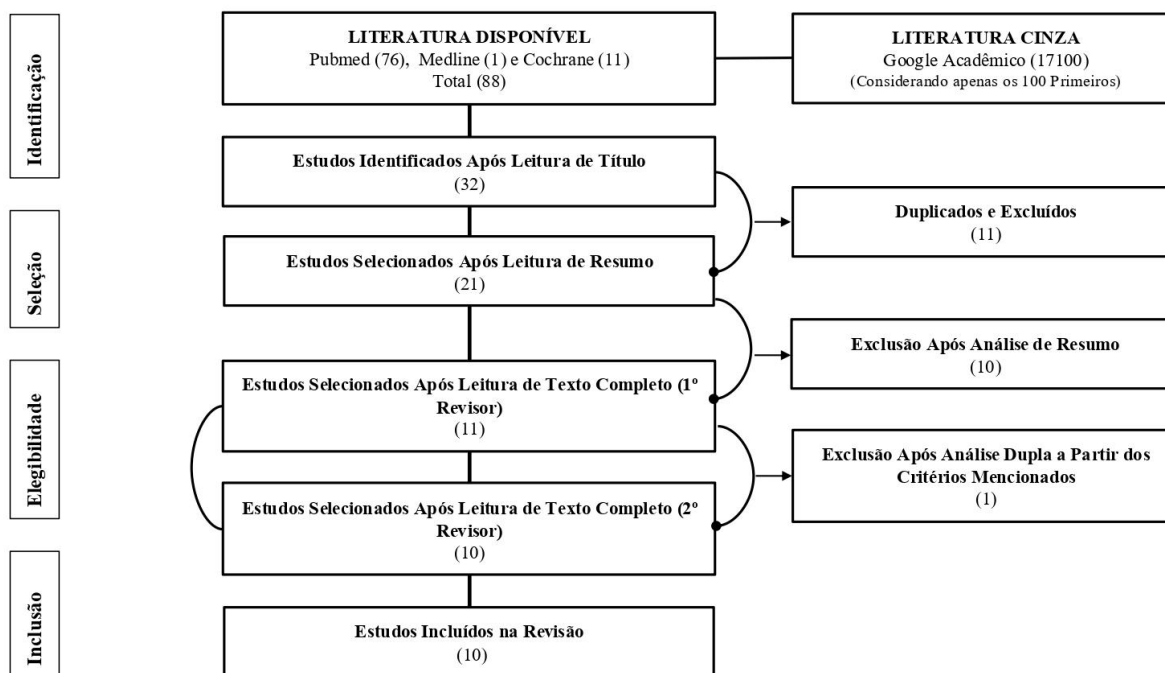 Identificação
LITERATURA DISPONÍVEL
Pubmed (76), Medline (1) e Cochrane (11)
Total (88)
LITERATURA CINZA
Google Acadêmico (17100)
(Considerando apenas os 100 Primeiros)
Estudos Identificados Após Leitura de Título
(32)
Duplicados e Excluídos
(11)
Seleção
Estudos Selecionados Após Leitura de Resumo
(21)
Exclusão Após Análise de Resumo
(10)
Elegibilidade
Estudos Selecionados Após Leitura de Texto Completo (1º
Revisor)
(11)
Exclusão Após Análise Dupla a Partir dos
Critérios Mencionados
(1)
Estudos Selecionados Após Leitura de Texto Completo (2º
Revisor)
(10)
Inclusão
Estudos Incluídos na Revisão
(10)